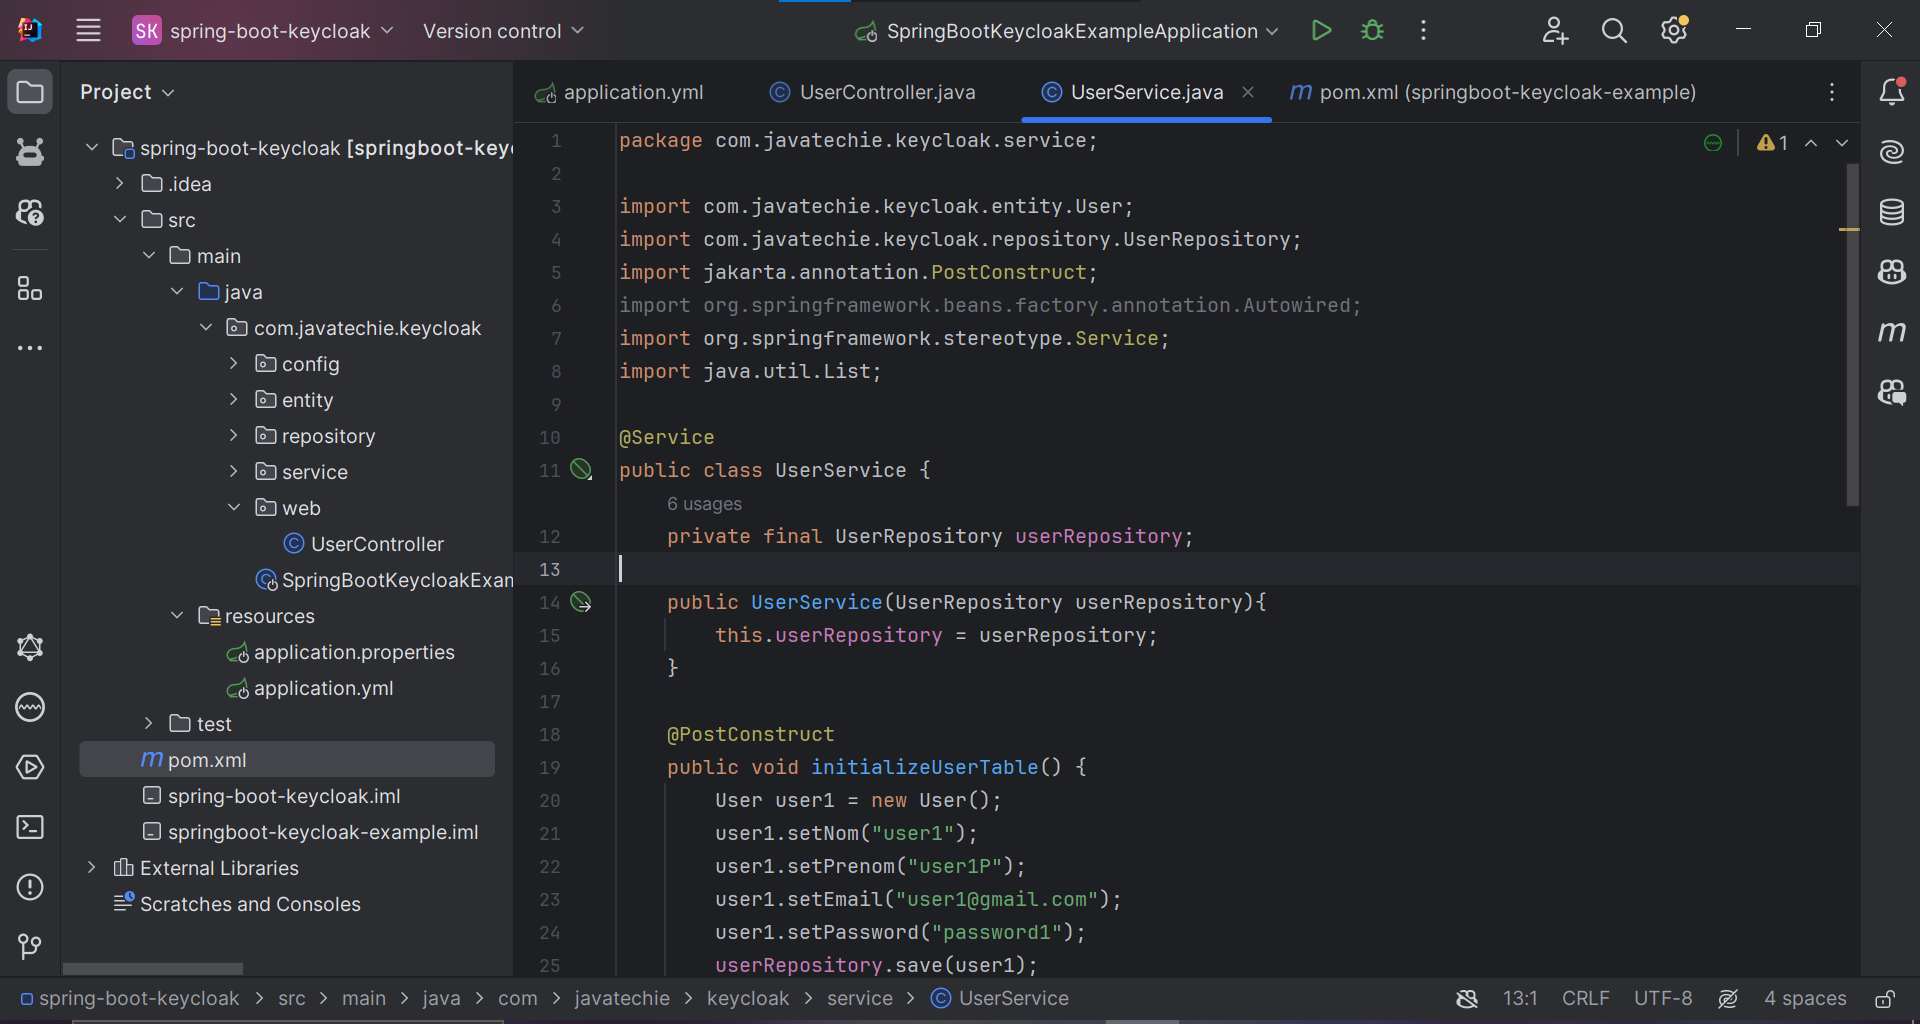 SK spring-boot-keycloak Version control SpringBootKeycloakExampleApplication
Project
application.yml UserController.java UserService.java pom.xml (springboot-keycloak-example)
spring-boot-keycloak [springboot-key
.idea
src
main
java
com.javatechie.keycloak
config
entity
repository
service
web
UserController
SpringBootKeycloakExam
resources
application.properties
application.yml
test
pom.xml
spring-boot-keycloak.iml
springboot-keycloak-example.iml
External Libraries
Scratches and Consoles
1
1 package com.javatechie.keycloak.service;
2
3 import com.javatechie.keycloak.entity.User;
4 import com.javatechie.keycloak.repository.UserRepository;
5 import jakarta.annotation.PostConstruct;
6 import org.springframework.beans.factory.annotation.Autowired;
7 import org.springframework.stereotype.Service;
8 import java.util.List;
9
10 @Service
11 public class UserService {
6 usages
12 private final UserRepository userRepository;
13
14 public UserService(UserRepository userRepository){
15 this.userRepository = userRepository;
16 }
17
18 @PostConstruct
19 public void initializeUserTable() {
20 User user1 = new User();
21 user1.setNom("user1");
22 user1.setPrenom("user1P");
23 user1.setEmail("user1@gmail.com");
24 user1.setPassword("password1");
25 userRepository.save(user1);
spring-boot-keycloak > src > main > java > com > javatechie > keycloak > service > UserService
13:1 CRLF UTF-8 4 spaces